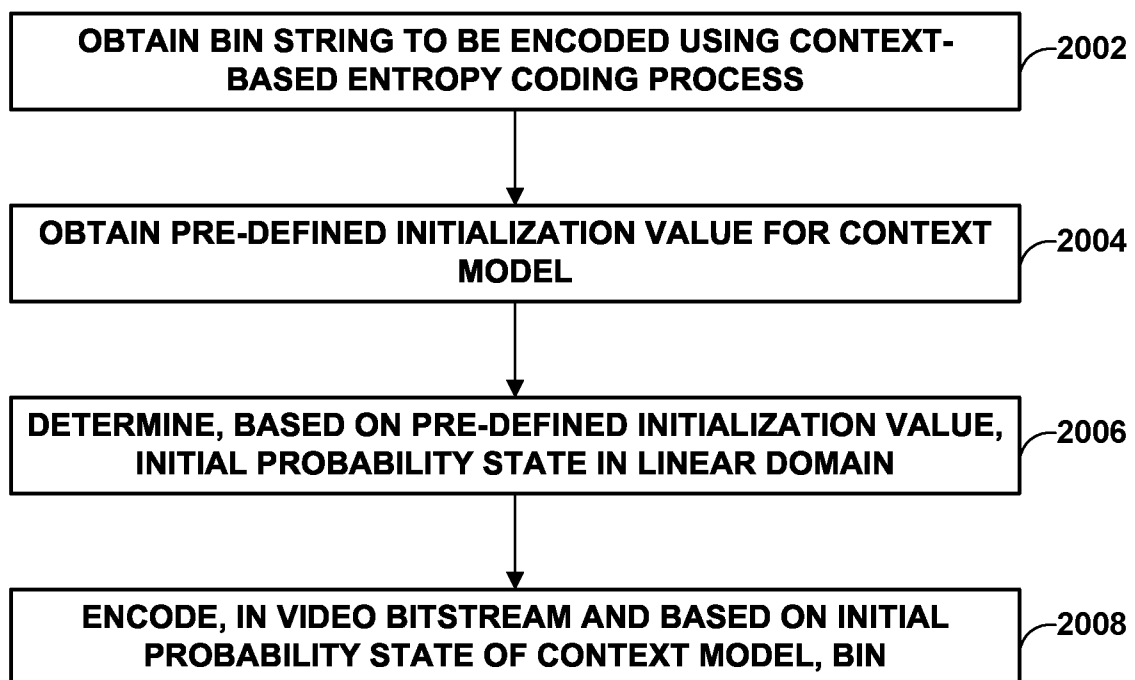 OBTAIN BIN STRING TO BE ENCODED USING CONTEXT-
BASED ENTROPY CODING PROCESS
2002
OBTAIN PRE-DEFINED INITIALIZATION VALUE FOR CONTEXT
MODEL
2004
DETERMINE, BASED ON PRE-DEFINED INITIALIZATION VALUE,
INITIAL PROBABILITY STATE IN LINEAR DOMAIN
2006
ENCODE, IN VIDEO BITSTREAM AND BASED ON INITIAL
PROBABILITY STATE OF CONTEXT MODEL, BIN
2008